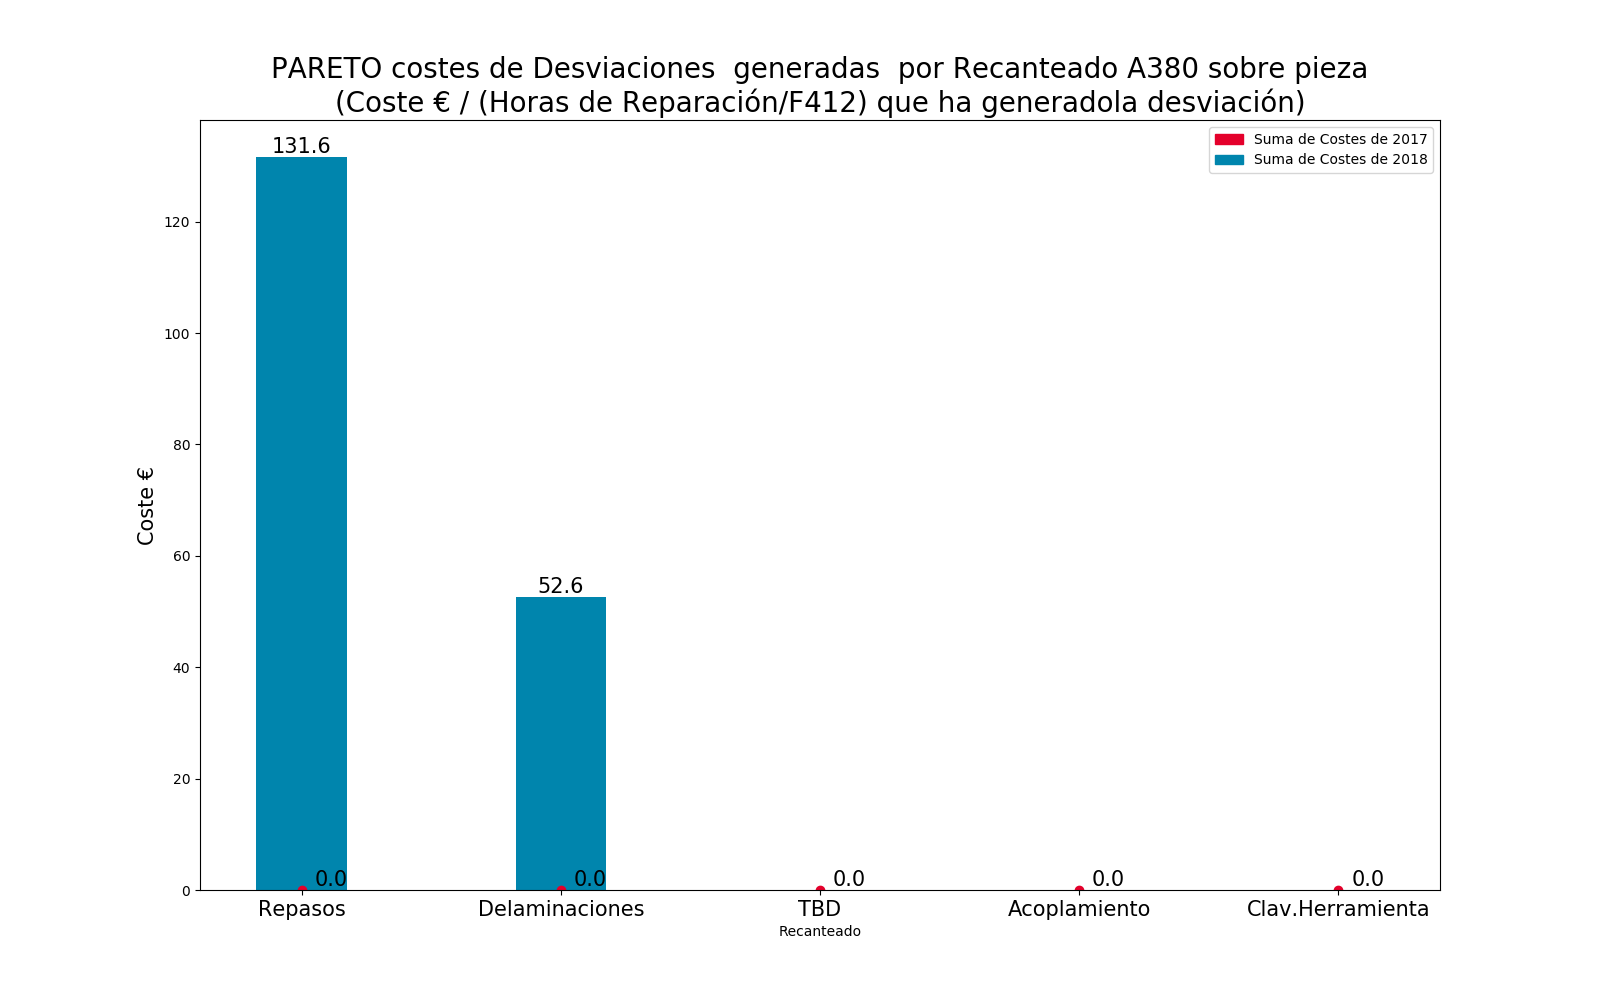 PARETO costes de Desviaciones  generadas  por Recanteado A380 sobre pieza
(Coste € / (Horas de Reparación/F412) que ha generadola desviación)
Suma de Costes de 2017
Suma de Costes de 2018
131.6
120
100
80
Coste €
60
52.6
40
20
0
0.0 0.0 0.0 0.0 0.0
Repasos Delaminaciones TBD Acoplamiento Clav.Herramienta
Recanteado